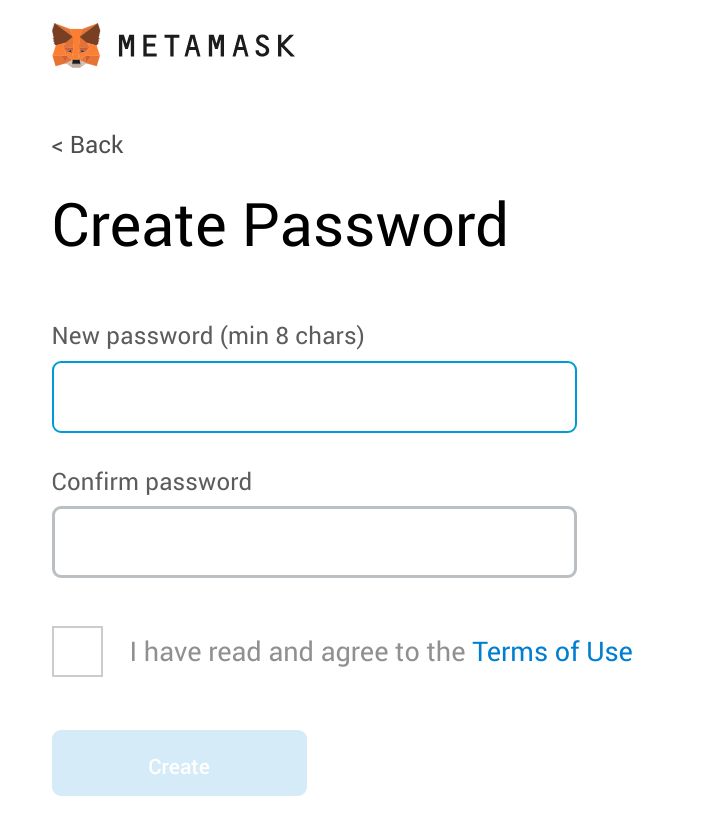 METAMASK
< Back
Create Password
New password (min 8 chars)
Confirm password
I have read and agree to the Terms of Use
Create